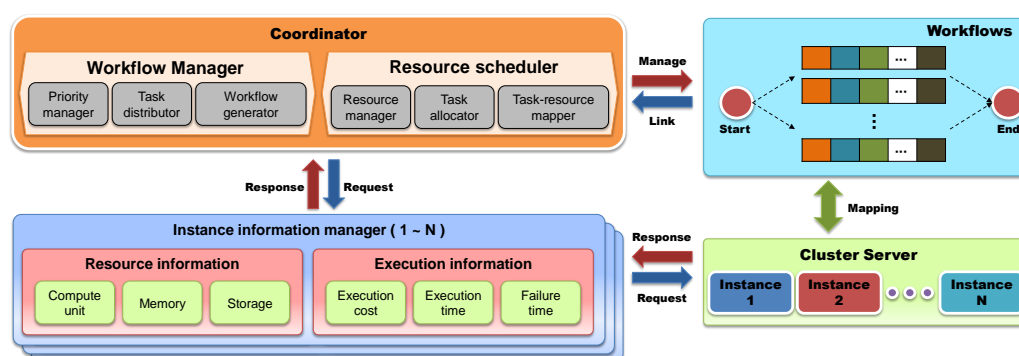 Coordinator
Workflow Manager
Priority
manager
Task
distributor
Workflow
generator
Resource scheduler
Resource
manager
Task
allocator
Task-resource
mapper
Manage
Link
Workflows
...
...
...
Start
End
Response
Request
Mapping
Instance information manager ( 1 ~ N )
Resource information
Compute
unit
Memory
Storage
Execution information
Execution
cost
Execution
time
Failure
time
Response
Request
Cluster Server
Instance
1
Instance
2
Instance
N